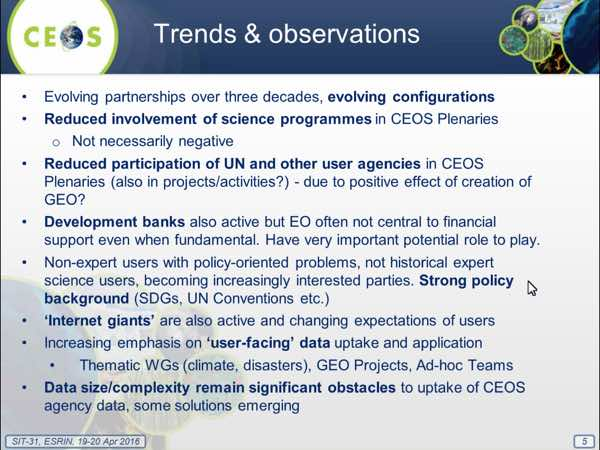 CEOS
Trends & observations
• Evolving partnerships over three decades, evolving configurations
• Reduced involvement of science programmes in CEOS Plenaries
o Not necessarily negative
• Reduced participation of UN and other user agencies in CEOS
Plenaries (also in projects/activities?) - due to positive effect of creation of
GEO?
• Development banks also active but EO often not central to financial
support even when fundamental. Have very important potential role to play.
• Non-expert users with policy-oriented problems, not historical expert
science users, becoming increasingly interested parties. Strong policy
background (SDGs, UN Conventions etc.)
• ‘Internet giants’ are also active and changing expectations of users
• Increasing emphasis on ‘user-facing’ data uptake and application
• Thematic WGs (climate, disasters), GEO Projects, Ad-hoc Teams
• Data size/complexity remain significant obstacles to uptake of CEOS
agency data, some solutions emerging
SIT-31, ESRIN, 19-20 Apr 2016
5